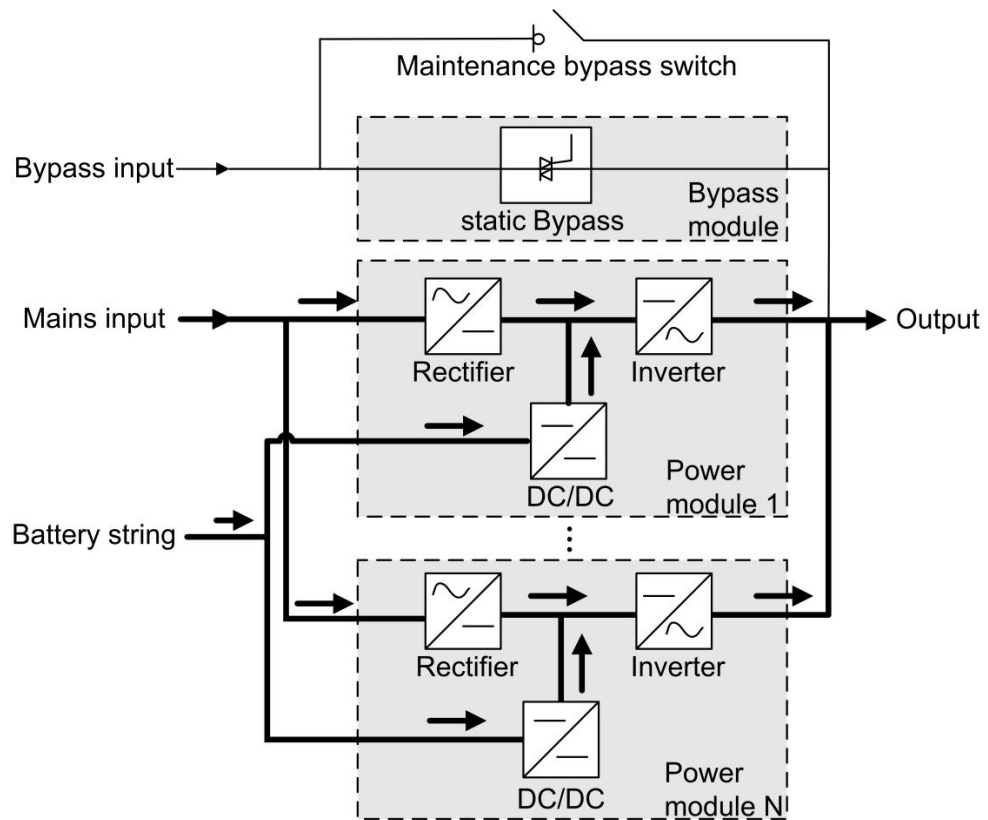 Maintenance bypass switch
Bypass input
static Bypass
Bypass
module
Mains input
Rectifier
Inverter
Output
DC/DC
Power
module 1
Battery string
Rectifier
Inverter
DC/DC
Power
module N